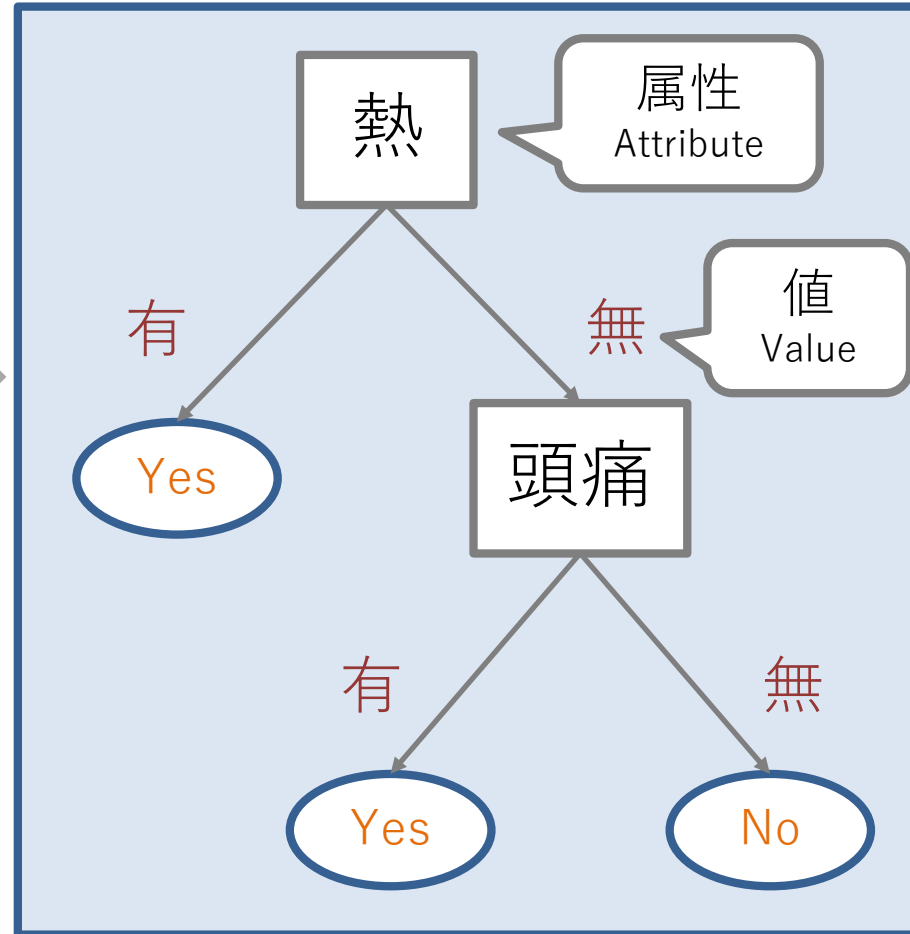 熱
属性
Attribute
有
無
値
Value
Yes
頭痛
有
無
Yes
No